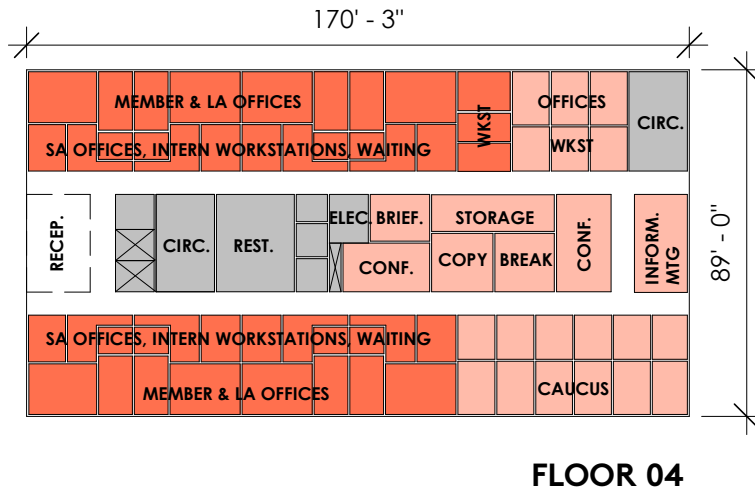 170' - 3"
MEMBER & LA OFFICES
WKST
OFFICES
CIRC.
SA OFFICES, INTERN WORKSTATIONS, WAITING
WKST
RECEP.
CIRC.
REST.
ELEC.
BRIEF.
STORAGE
CONF.
COPY
BREAK
CONF.
INFORM.
MTG
89' - 0"
SA OFFICES, INTERN WORKSTATIONS, WAITING
MEMBER & LA OFFICES
CAUCUS
FLOOR 04